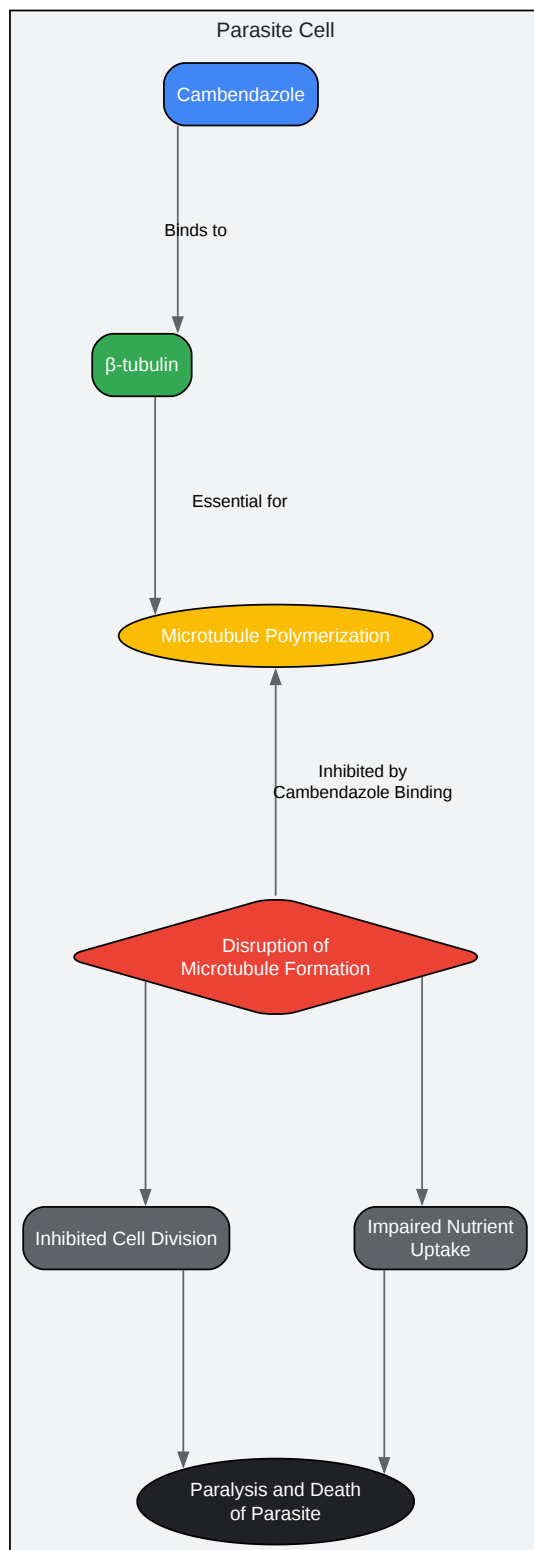 Parasite Cell
Cambendazole
Binds to
β-tubulin
Essential for
Microtubule Polymerization
Inhibited by
Cambendazole Binding
Disruption of
Microtubule Formation
Inhibited Cell Division
Impaired Nutrient
Uptake
Paralysis and Death
of Parasite